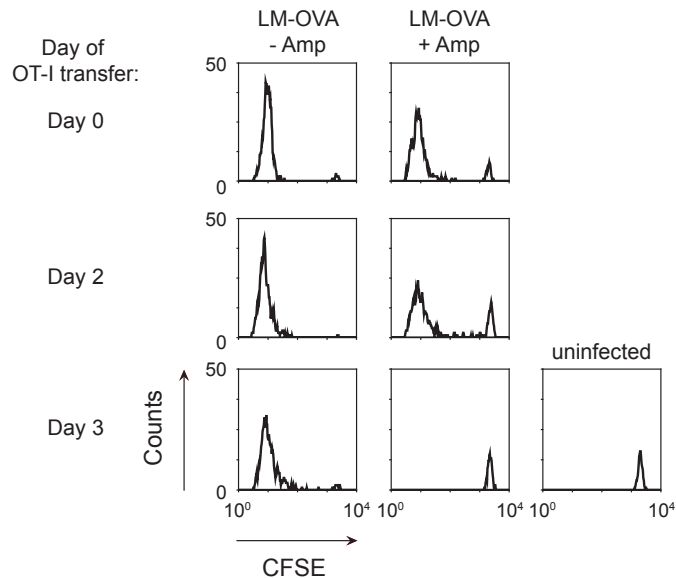 LM-OVA
- Amp
LM-OVA
+ Amp
Day of
OT-I transfer:
50
Day 0
0
50
Day 2
0
uninfected
50
Day 3
Counts
0
10⁰
10⁴
10⁰
10⁴
10⁰
10⁴
CFSE